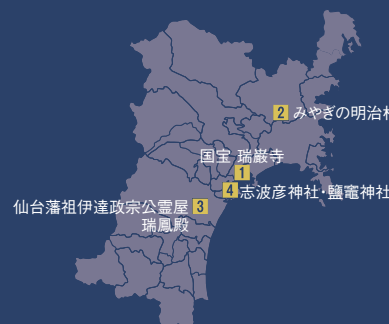 2 みやぎの明治村
国宝 瑞巌寺
1
4 志波彦神社・鹽竈神社
仙台藩祖伊達政宗公霊屋 3
瑞鳳殿